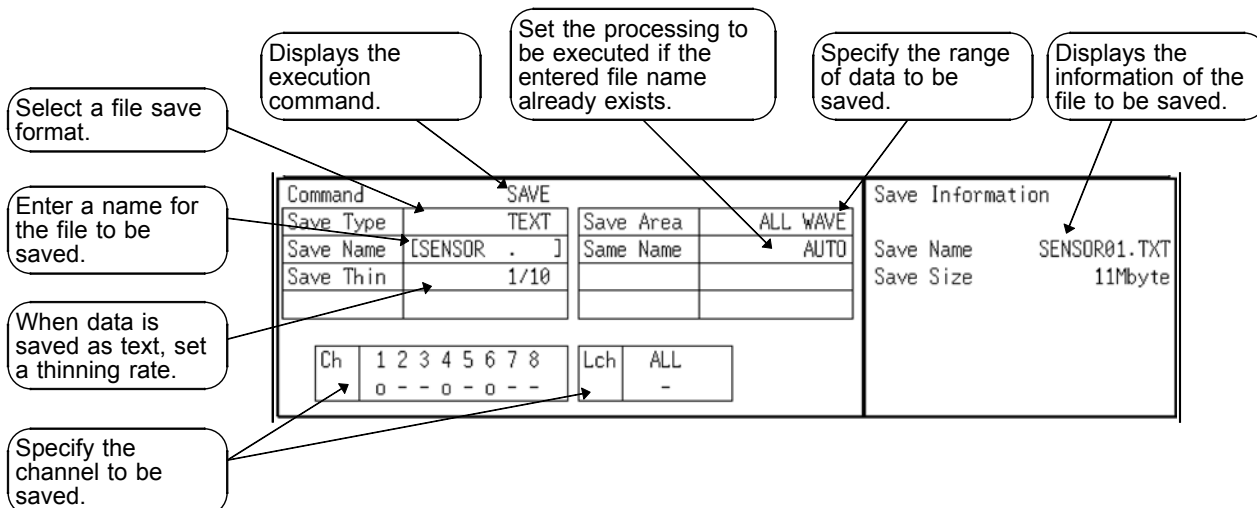 Displays the
execution
command.
Set the processing to
be executed if the
entered file name
already exists.
Specify the range
of data to be
saved.
Displays the
information of the
file to be saved.
Select a file save
format.
Enter a name for
the file to be
saved.
When data is
saved as text, set
a thinning rate.
Specify the
channel to be
saved.
Command SAVE
Save Type TEXT Save Area ALL WAVE
Save Name [SENSOR . ] Same Name AUTO
Save Thin 1/10
Ch 1 2 3 4 5 6 7 8 Lch ALL
o - - o - o - - -
Save Information
Save Name SENSOR01.TXT
Save Size 11Mbyte